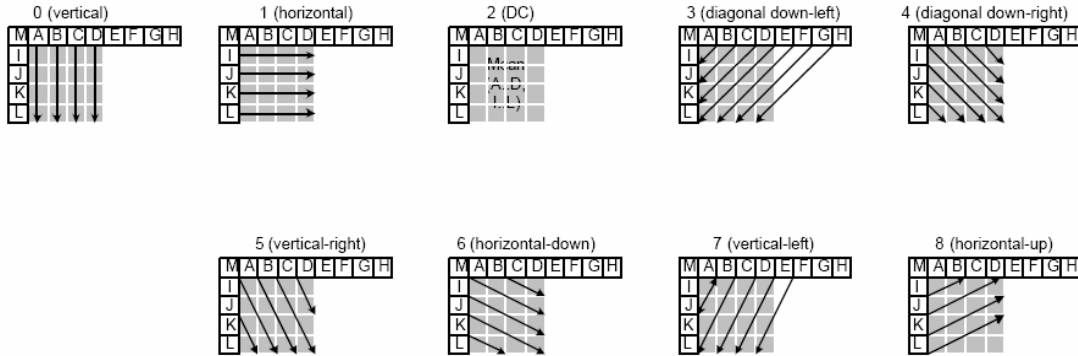 0 (vertical)
M A B C D E F G H
I
J
K
L
1 (horizontal)
M A B C D E F G H
I
J
K
L
2 (DC)
M A B C D E F G H
I
J
K
L
Mean
(A..D,
I..L)
3 (diagonal down-left)
M A B C D E F G H
I
J
K
L
4 (diagonal down-right)
M A B C D E F G H
I
J
K
L
5 (vertical-right)
M A B C D E F G H
I
J
K
L
6 (horizontal-down)
M A B C D E F G H
I
J
K
L
7 (vertical-left)
M A B C D E F G H
I
J
K
L
8 (horizontal-up)
M A B C D E F G H
I
J
K
L